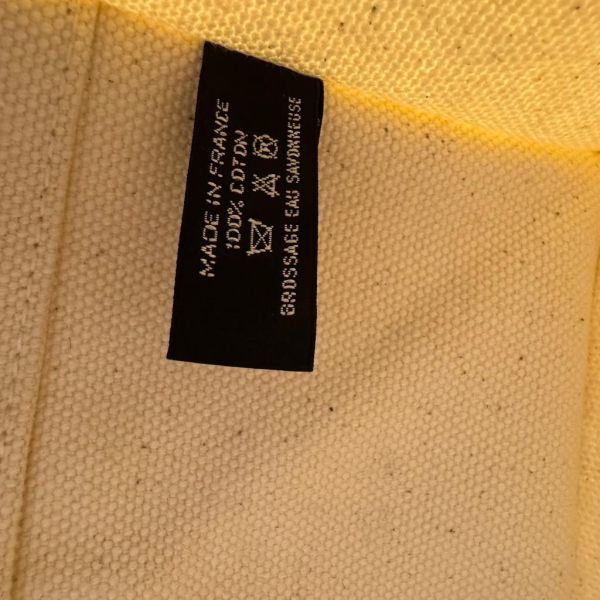 MADE IN FRANCE
100% COTON
BROSSAGE EAU SAVONNEUSE